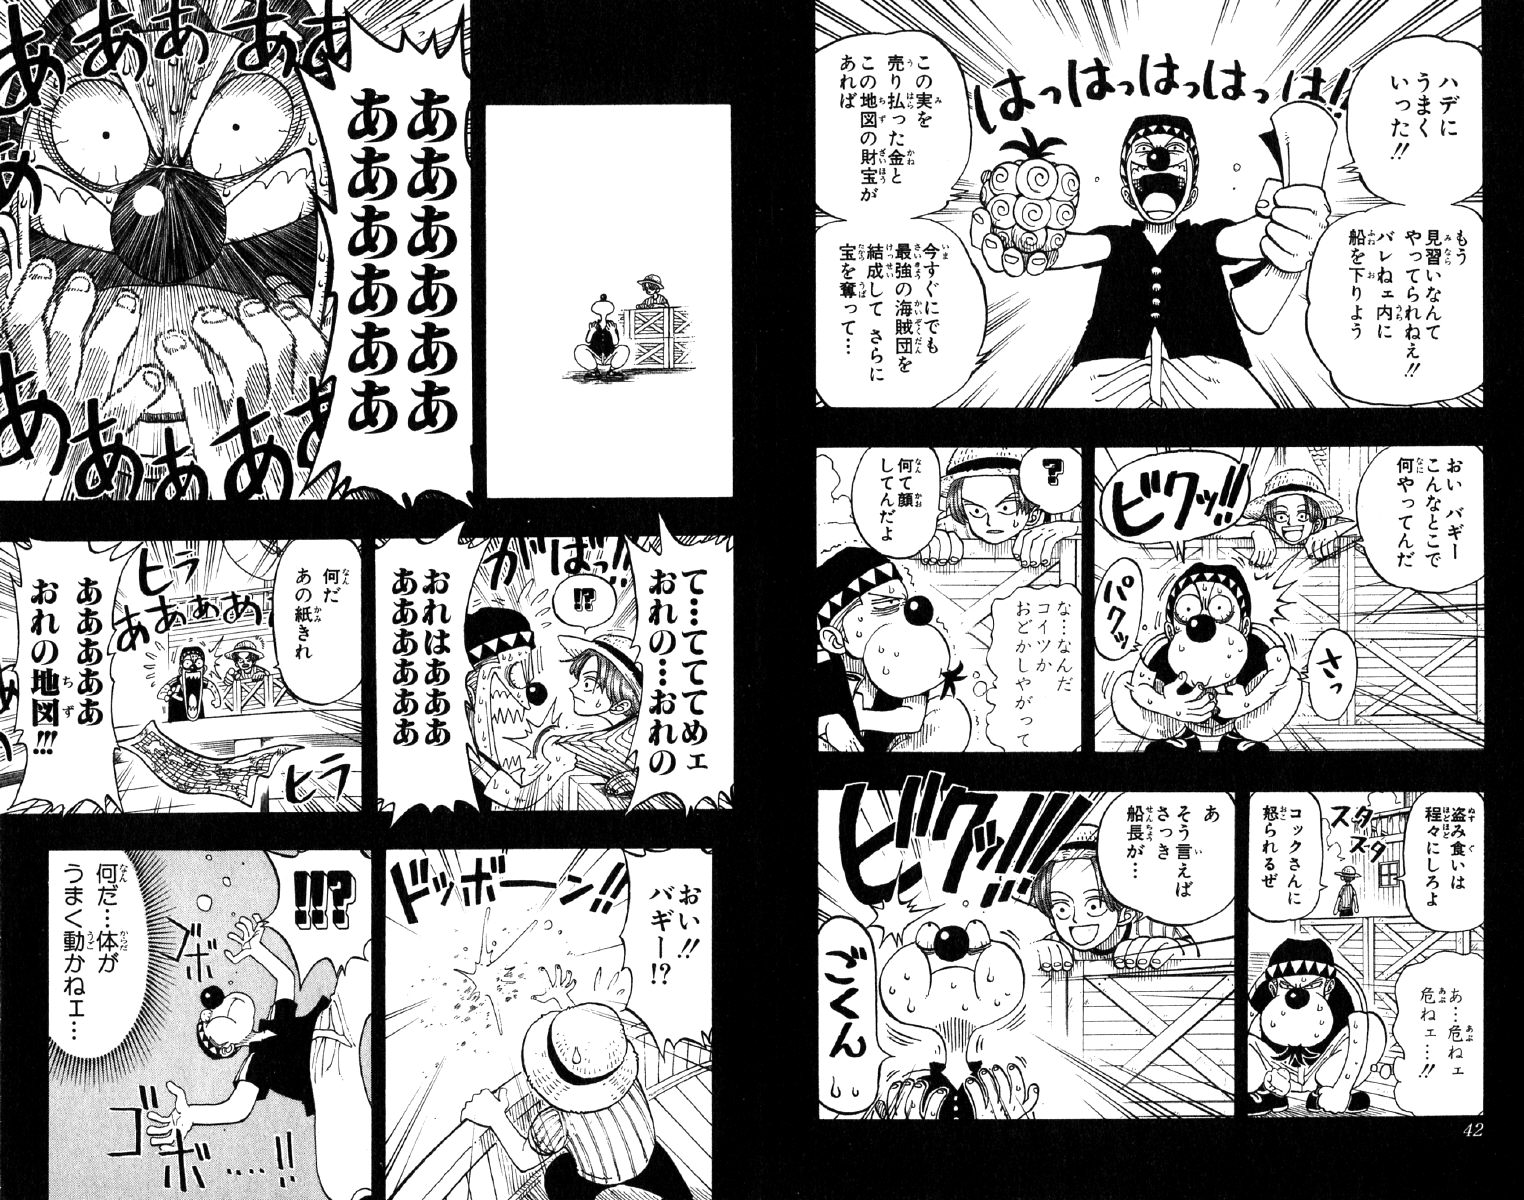 ハデに
うまく
いった!!
もう
見習いなんて
やってられねぇ!!
バレねェ内に
船を下りよう
はっはっはっはっは!!
この実を
売り払った金と
この地図の財宝が
あれば
今すぐにでも
最強の海賊団を
結成して さらに
宝を奪って…
おい バギー
こんなとこで
何やってんだ
ビクッ!!
パクッ
さっ
?
何て顔
してんだよ
な…なんだ
コイツか
おどかしやがって
盗み食いは
程々にしろよ
コックさんに
怒られるぜ
スタ
スタ
あ…危ねェ
危ねェ…!!
あ
そう言えば
さっき
船長が…
ビクッ!!!
ごくん
42
ああああああ
ああああああ
あああああ
ああああああ
て…てててめェ
おれの…おれの
がばっ!!
!?
おれはあああ
ああああああ
何だ
あの紙きれ
ヒラ
あぁあぁあぁ
ヒラ
あああああ
おれの地図!!!
おい!!
バギー!?
ドッボーン!!
!!!?
ゴボ
何だ…体が
うまく動かねェ…
ゴボ……!!